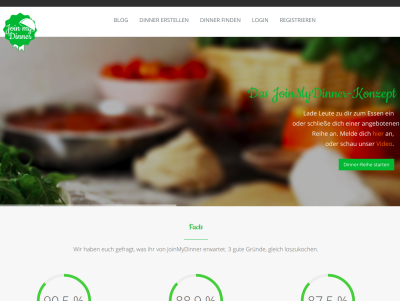 Join my
Dinner
BLOG DINNER ERSTELLEN DINNER FINDEN LOGIN REGISTRIEREN
Das JoinMyDinner-Konzept
Lade Leute zu dir zum Essen ein
oder schließe dich einer angebotenen
Reihe an. Melde dich hier an,
oder schau unser Video.
Dinner-Reihe starten
Facts
Wir haben euch gefragt, was ihr von JoinMyDinner erwartet. 3 gute Gründe, gleich loszukochen.
90.5 % 88.9 % 87.5 %